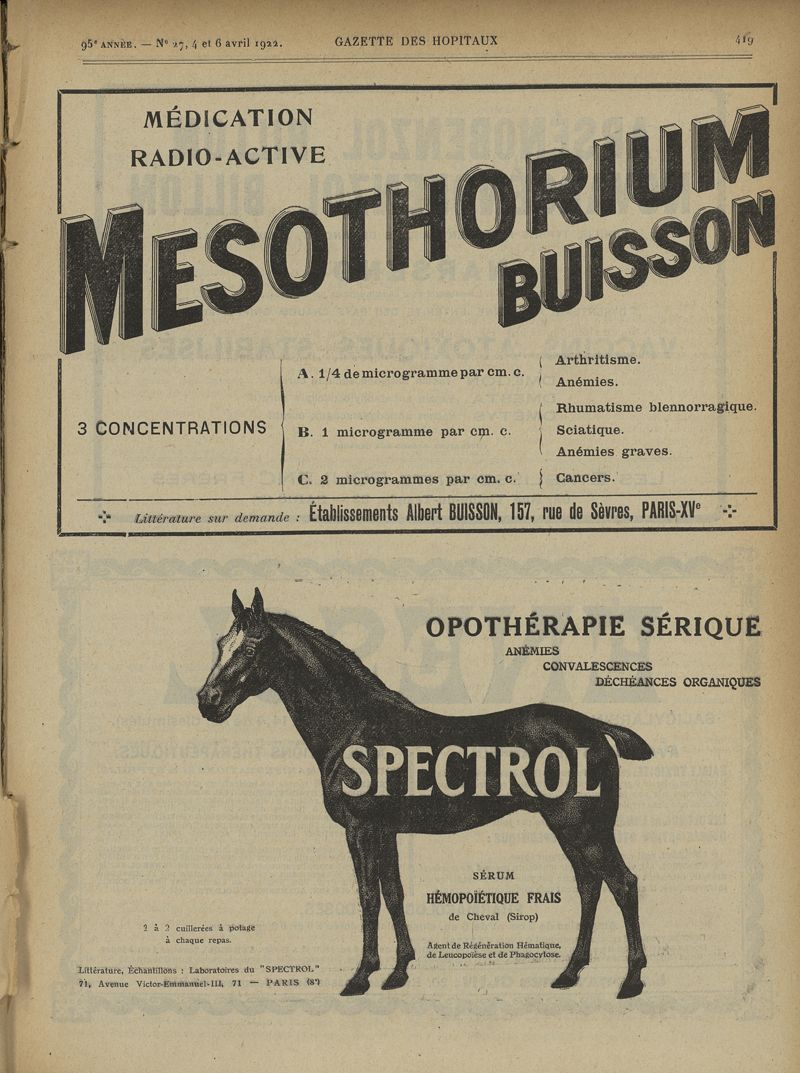 95e ANNÉE. — No 27, 4 et 6 avril 1922.
GAZETTE DES HOPITAUX
419
MÉDICATION
RADIO-ACTIVE
MESOTHORIUM
BUISSON
3 CONCENTRATIONS
A. 1/4 de microgramme par cm. c.
Arthritisme.
Anémies.
B. 1 microgramme par cm. c.
Rhumatisme blennorragique.
Sciatique.
Anémies graves.
C. 2 microgrammes par cm. c.
Cancers.
Littérature sur demande : Établissements Albert BUISSON, 157, rue de Sèvres, PARIS-XVe
OPOTHÉRAPIE SÉRIQUE
ANÉMIES
CONVALESCENCES
DÉCHÉANCES ORGANIQUES
SPECTROL
SÉRUM
HÉMOPOÏÉTIQUE FRAIS
de Cheval (Sirop)
Agent de Régénération Hématique,
de Leucopoïèse et de Phagocytose.
2 à 3 cuillerées à potage
à chaque repas.
Littérature, Échantillons : Laboratoires du "SPECTROL"
71, Avenue Victor-Emmanuel-III, 71 — PARIS (8e)